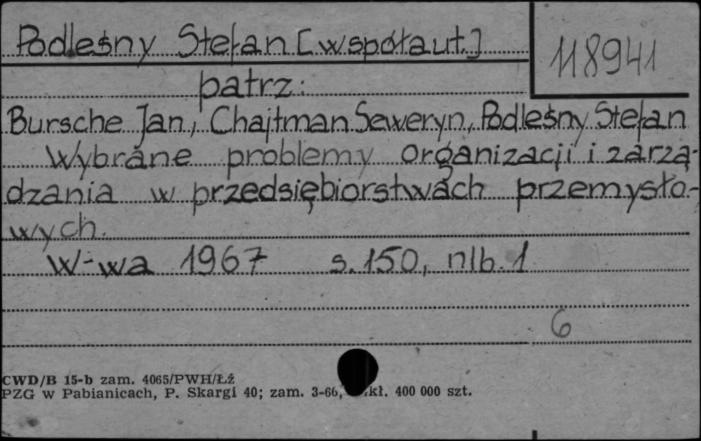 Podleśny Stefan [współaut.]
118941
patrz:
Bursche Jan, Chajtman Seweryn, Podleśny Stefan
Wybrane problemy organizacji i zarzą-
dzania w przedsiębiorstwach przemysło-
wych.
W-wa 1967 s. 150, nlb. 1
6
CWD/B 15-b zam. 4065/PWH/Łź
PZG w Pabianicach, P. Skargi 40; zam. 3-66, kł. 400 000 szt.